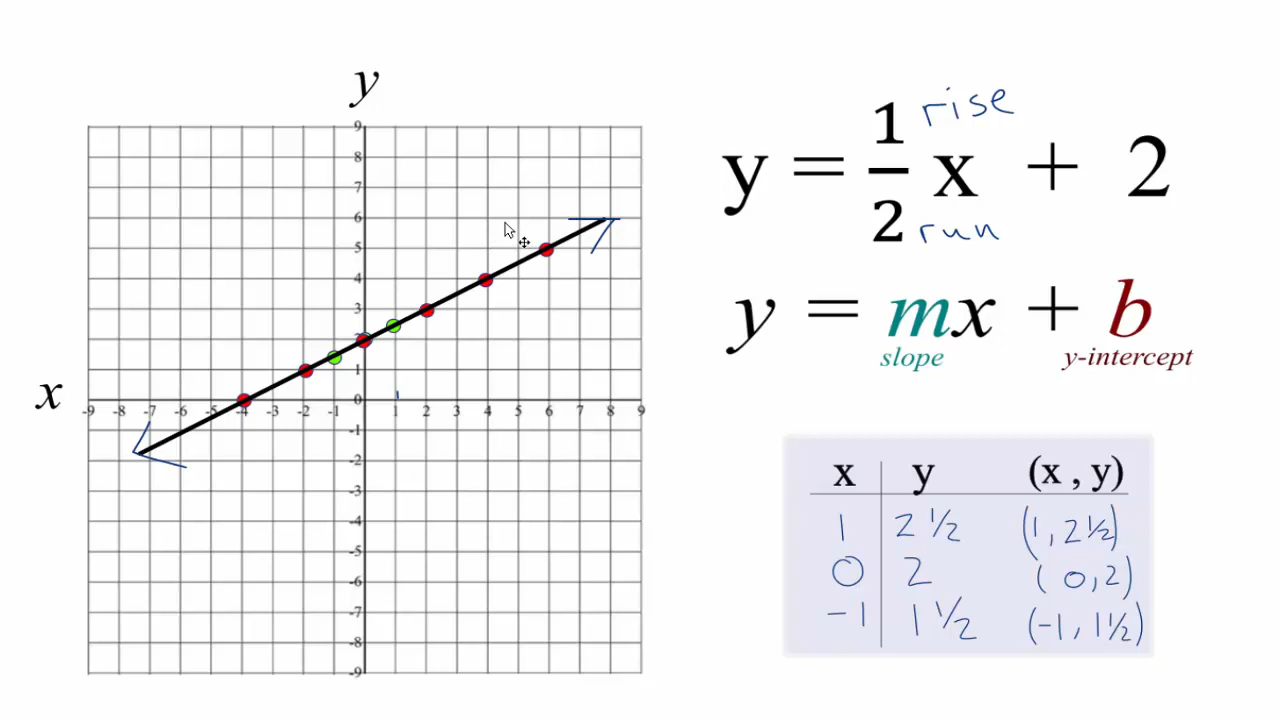 y
9
8
7
6
5
4
3
2
1
x
-9 -8 -7 -6 -5 -4 -3 -2 -1 0 1 2 3 4 5 6 7 8 9
-1
-2
-3
-4
-5
-6
-7
-8
-9
y = 1/2 x + 2
rise
run
y = mx + b
slope y-intercept
x y (x , y)
1 2 ½ (1, 2 ½)
0 2 (0,2)
-1 1 ½ (-1, 1½)